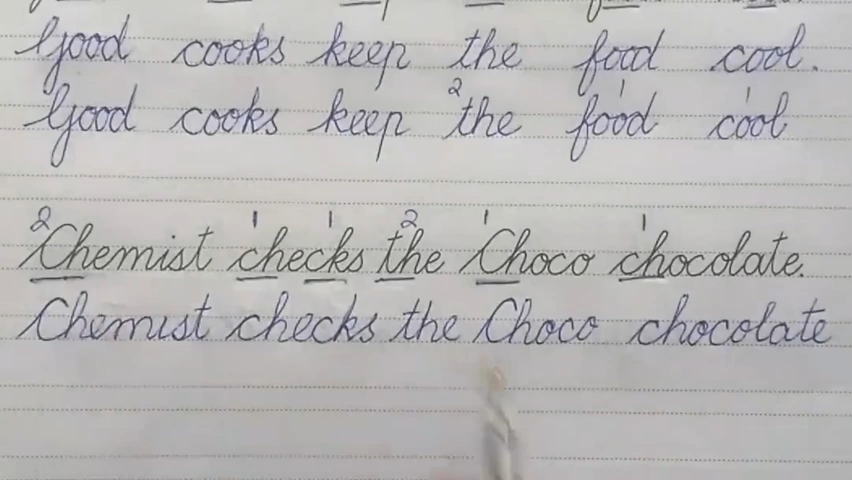 Good cooks keep the food cool.
Good cooks keep the food cool
Chemist checks the Choco chocolate.
Chemist checks the Choco chocolate